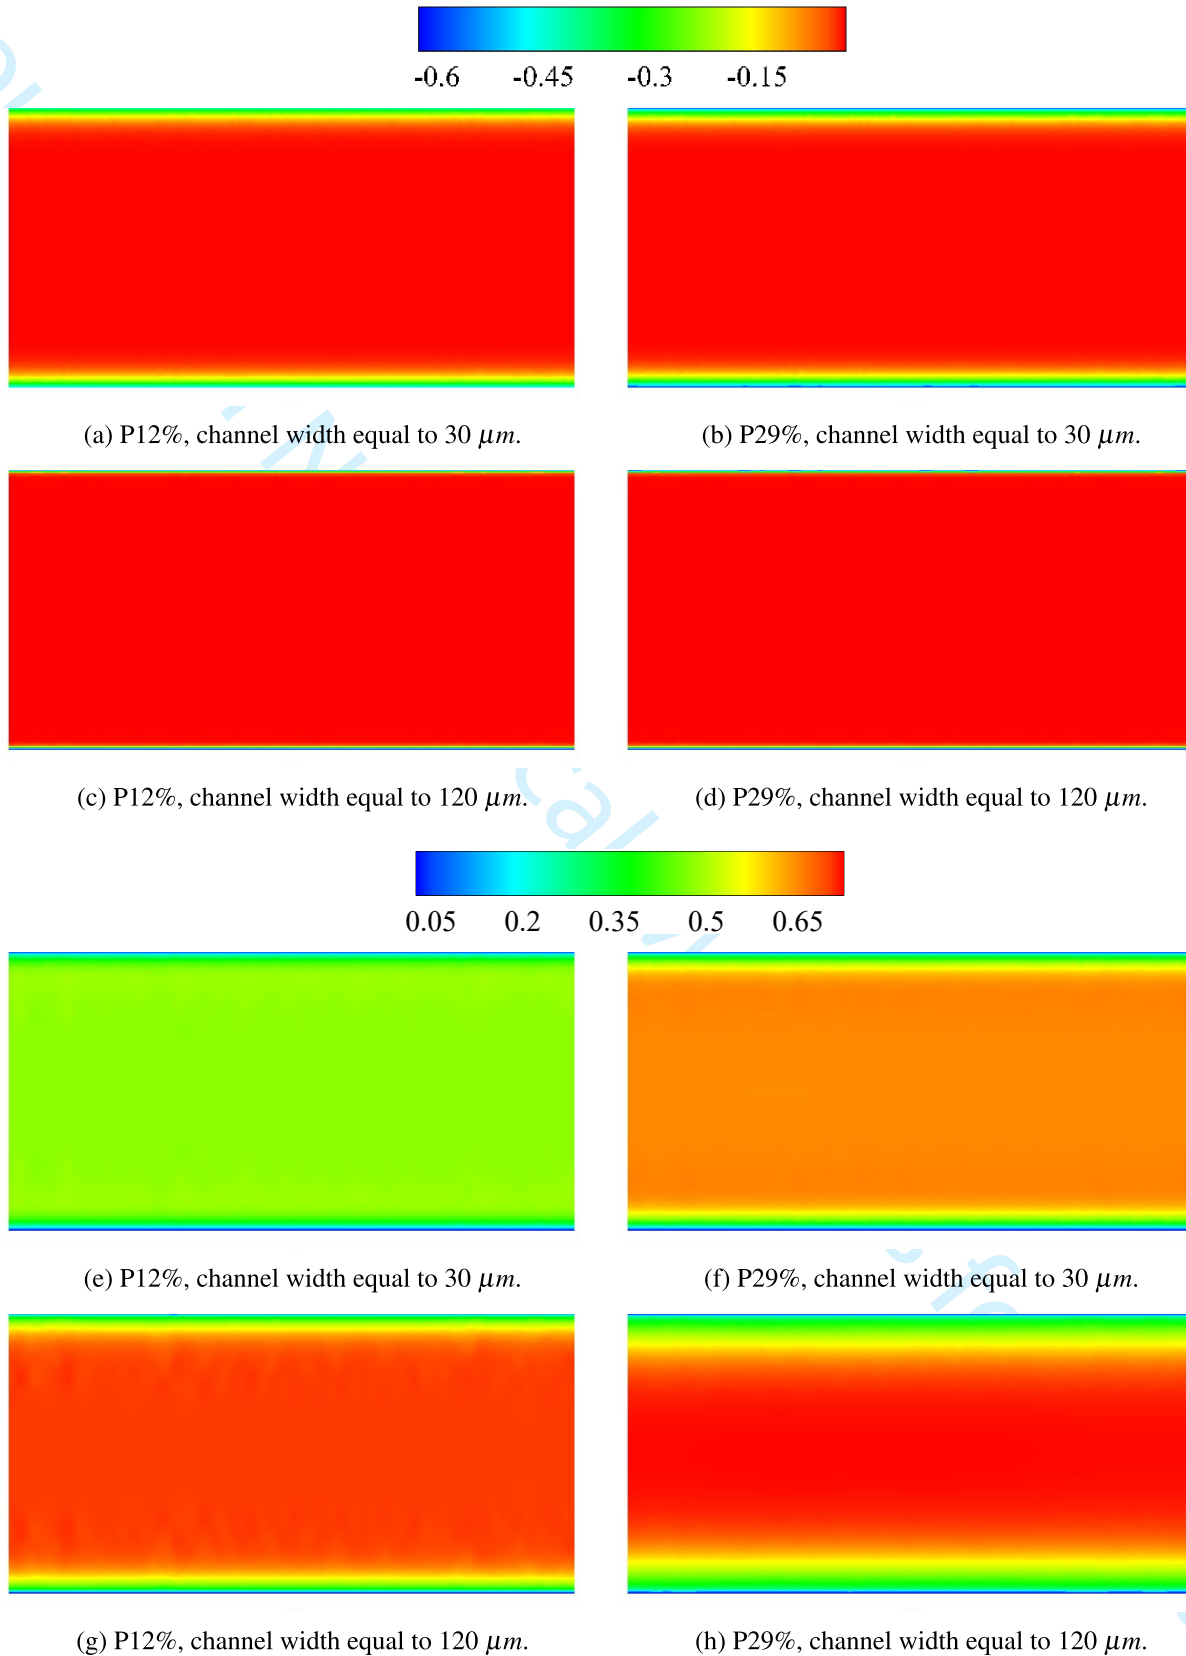 -0.6 -0.45 -0.3 -0.15
(a) P12%, channel width equal to 30 μm.
(b) P29%, channel width equal to 30 μm.
(c) P12%, channel width equal to 120 μm.
(d) P29%, channel width equal to 120 μm.
0.05 0.2 0.35 0.5 0.65
(e) P12%, channel width equal to 30 μm.
(f) P29%, channel width equal to 30 μm.
(g) P12%, channel width equal to 120 μm.
(h) P29%, channel width equal to 120 μm.